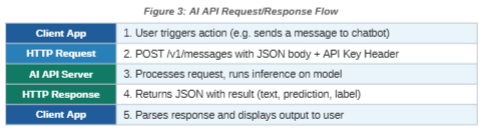 Figure 3: AI API Request/Response Flow
Client App 1. User triggers action (e.g. sends a message to chatbot)
HTTP Request 2. POST /v1/messages with JSON body + API Key Header
AI API Server 3. Processes request, runs inference on model
HTTP Response 4. Returns JSON with result (text, prediction, label)
Client App 5. Parses response and displays output to user